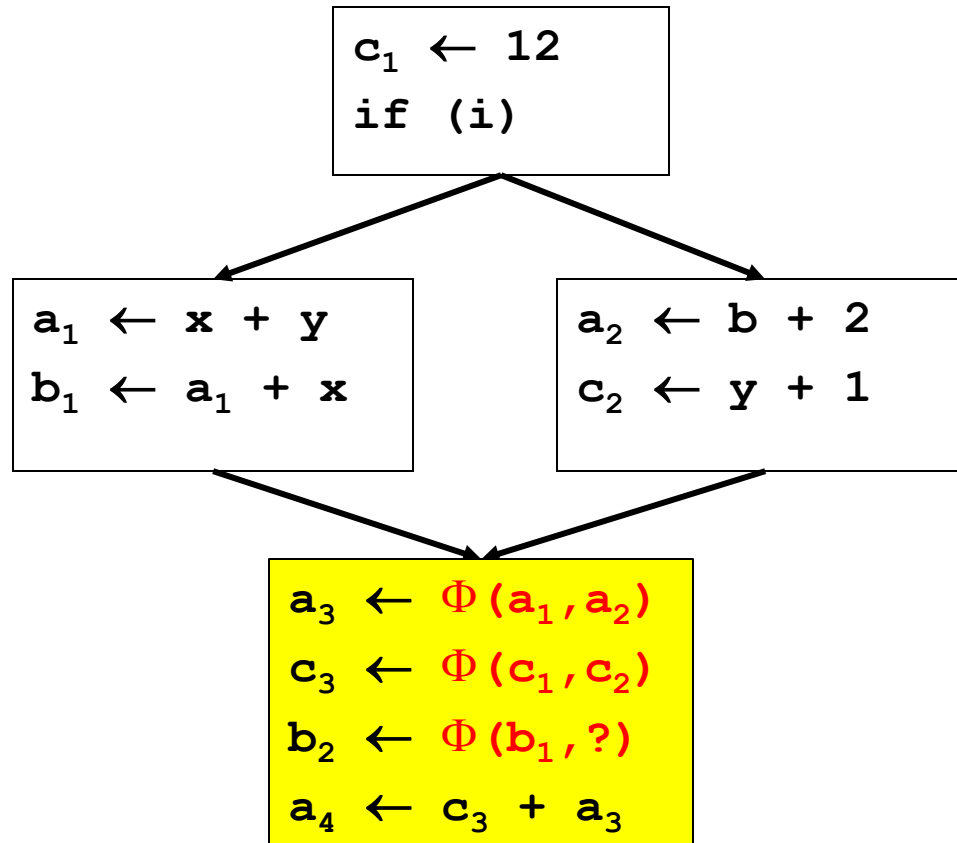 c₁ ← 12
if (i)
a₁ ← x + y
b₁ ← a₁ + x
a₂ ← b + 2
c₂ ← y + 1
a₃ ← Φ(a₁,a₂)
c₃ ← Φ(c₁,c₂)
b₂ ← Φ(b₁,?)
a₄ ← c₃ + a₃